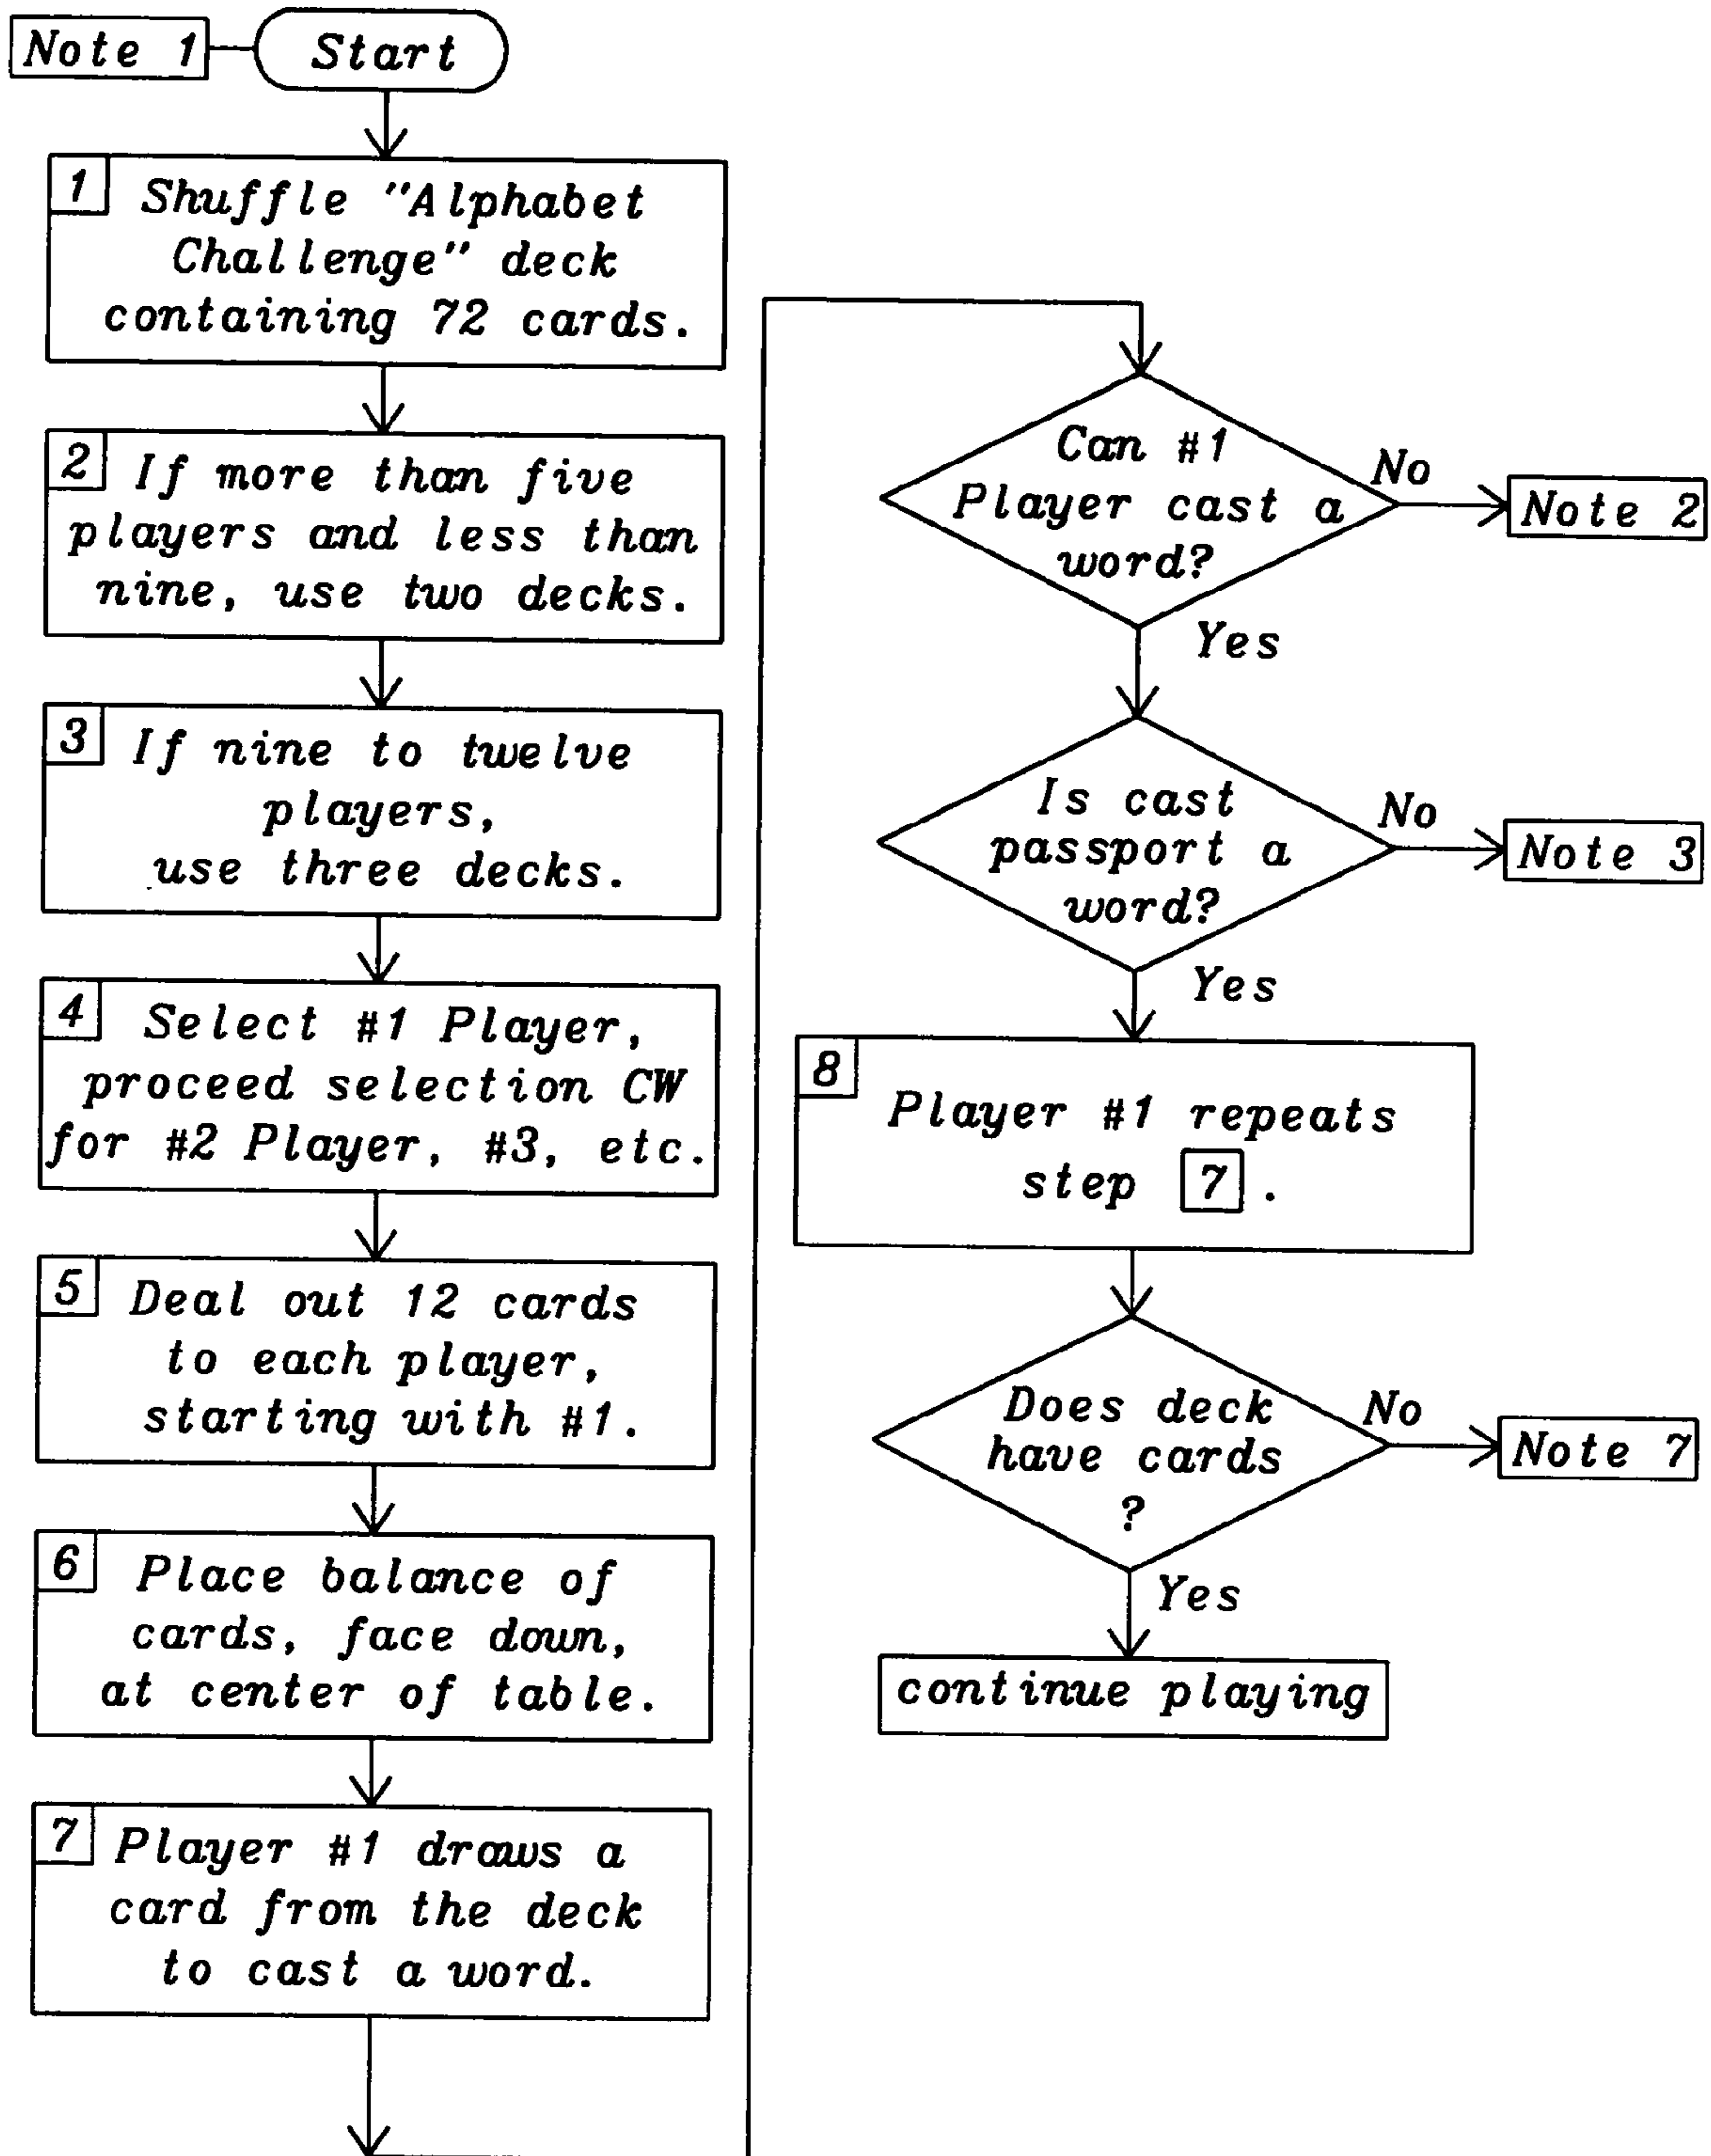 Note 1
Start
1
Shuffle "Alphabet
Challenge" deck
containing 72 cards.
2
If more than five
players and less than
nine, use two decks.
3
If nine to twelve
players,
use three decks.
4
Select #1 Player,
proceed selection CW
for #2 Player, #3, etc.
5
Deal out 12 cards
to each player,
starting with #1.
6
Place balance of
cards, face down,
at center of table.
7
Player #1 draws a
card from the deck
to cast a word.
Can #1
Player cast a
word?
No
Note 2
Yes
Is cast
passport a
word?
No
Note 3
Yes
8
Player #1 repeats
step 7 .
Does deck
have cards
?
No
Note 7
Yes
continue playing